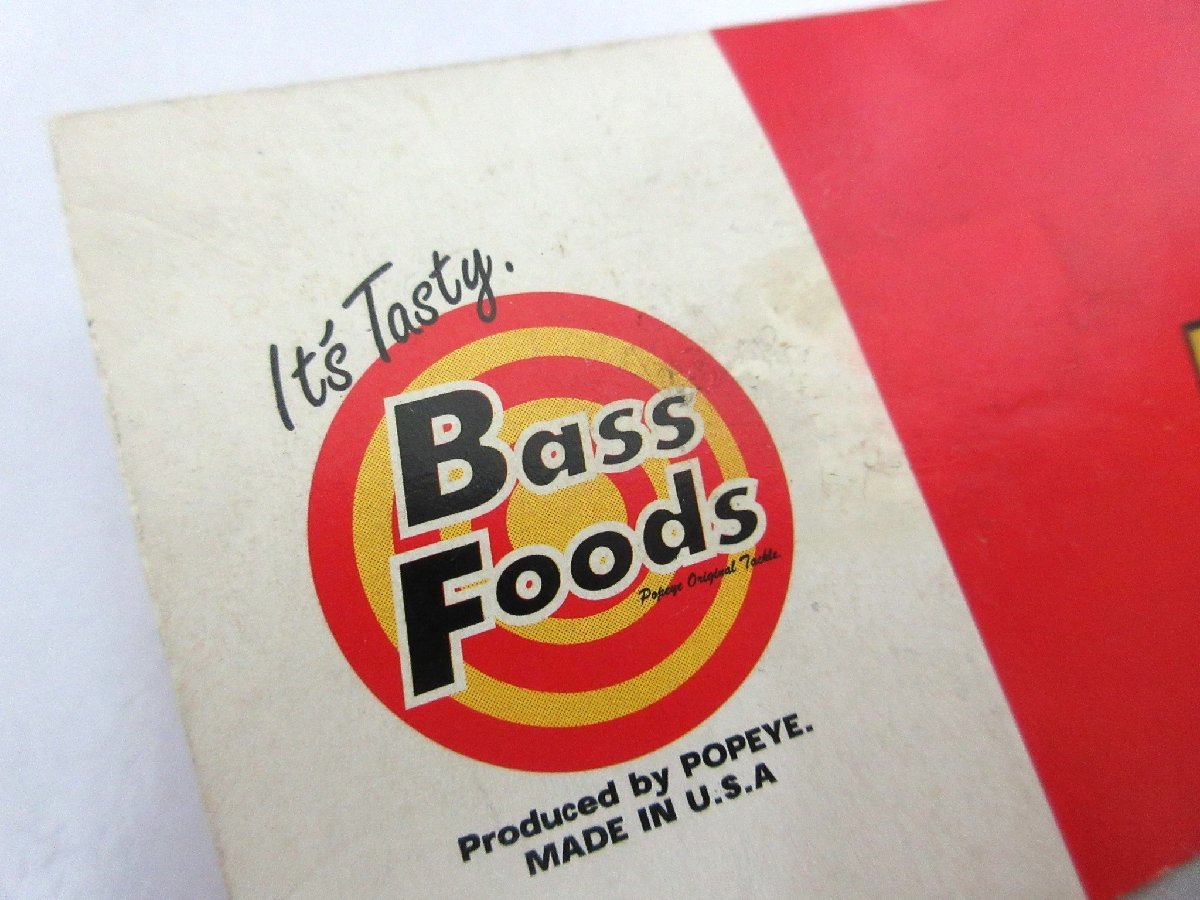 It's Tasty.
Bass
Foods
Popeye Original Tackle.
Produced by POPEYE.
MADE IN U.S.A